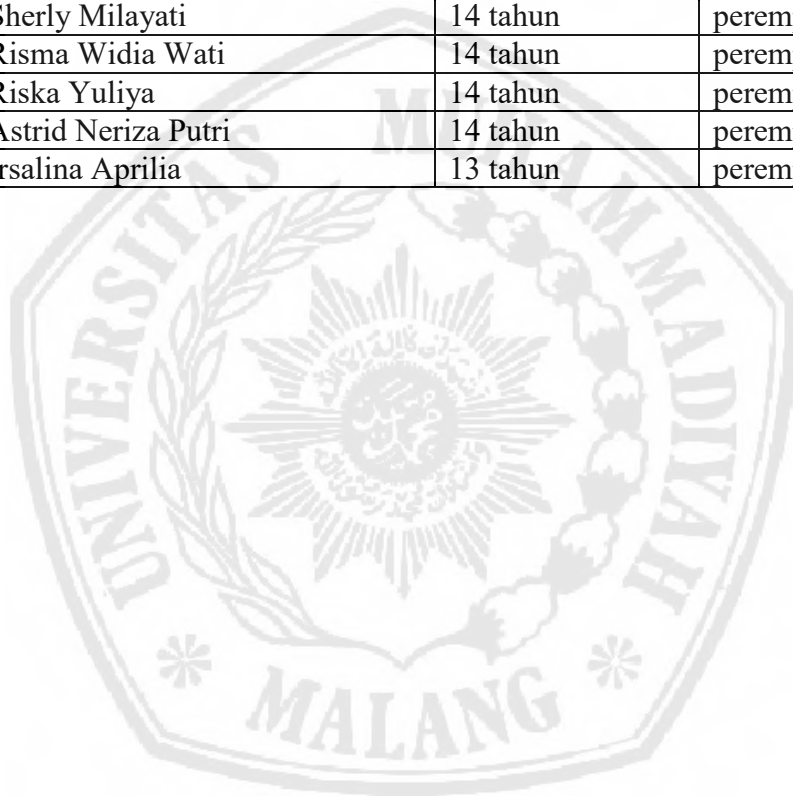 Sherly Milayati 14 tahun perem
Risma Widia Wati 14 tahun perem
Riska Yuliya 14 tahun perem
Astrid Neriza Putri 14 tahun perem
rsalina Aprilia 13 tahun perem
UNIVERSITAS MUHAMMADIYAH
MALANG